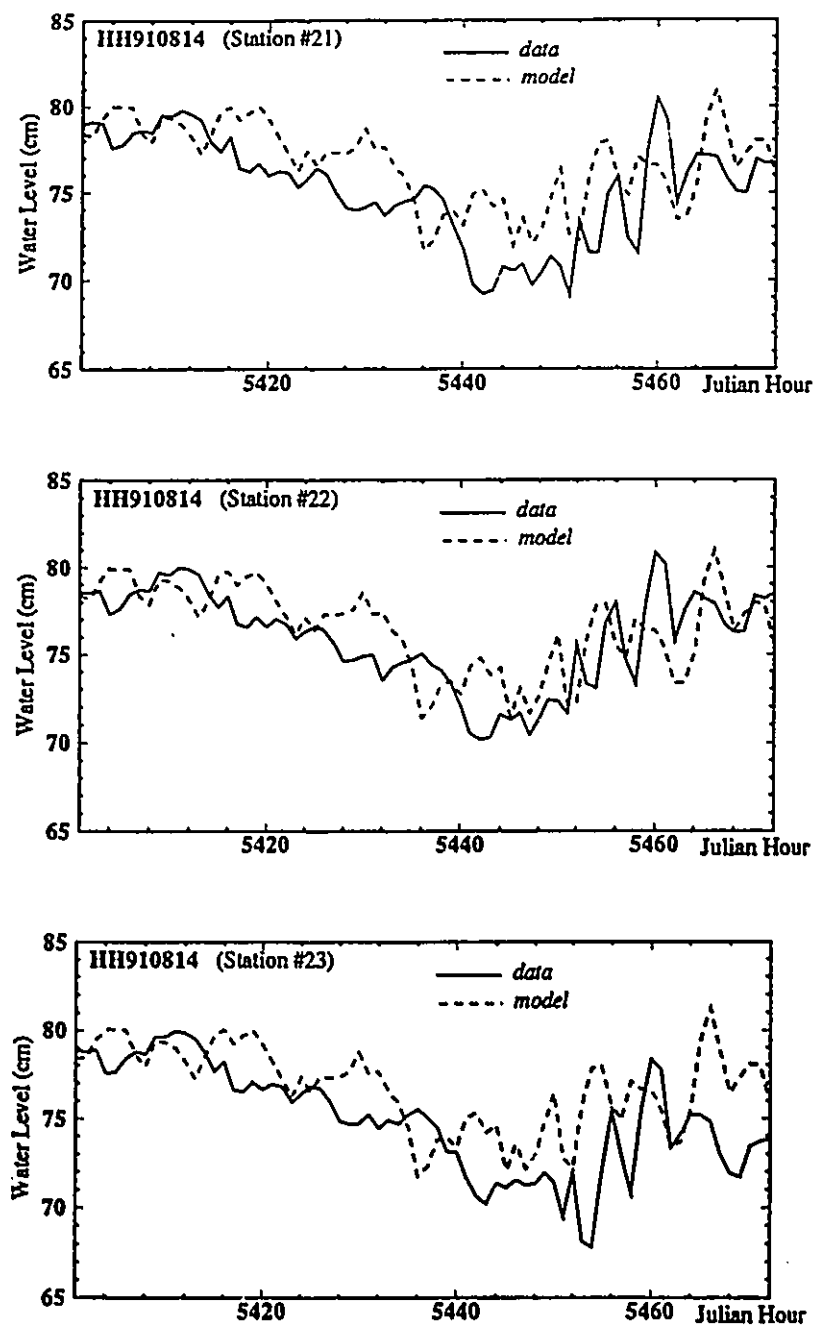 85
HH910814 (Station #21)
data
model
80
75
70
65
Water Level (cm)
5420 5440 5460 Julian Hour
85
HH910814 (Station #22)
data
model
80
75
70
65
Water Level (cm)
5420 5440 5460 Julian Hour
85
HH910814 (Station #23)
data
model
80
75
70
65
Water Level (cm)
5420 5440 5460 Julian Hour